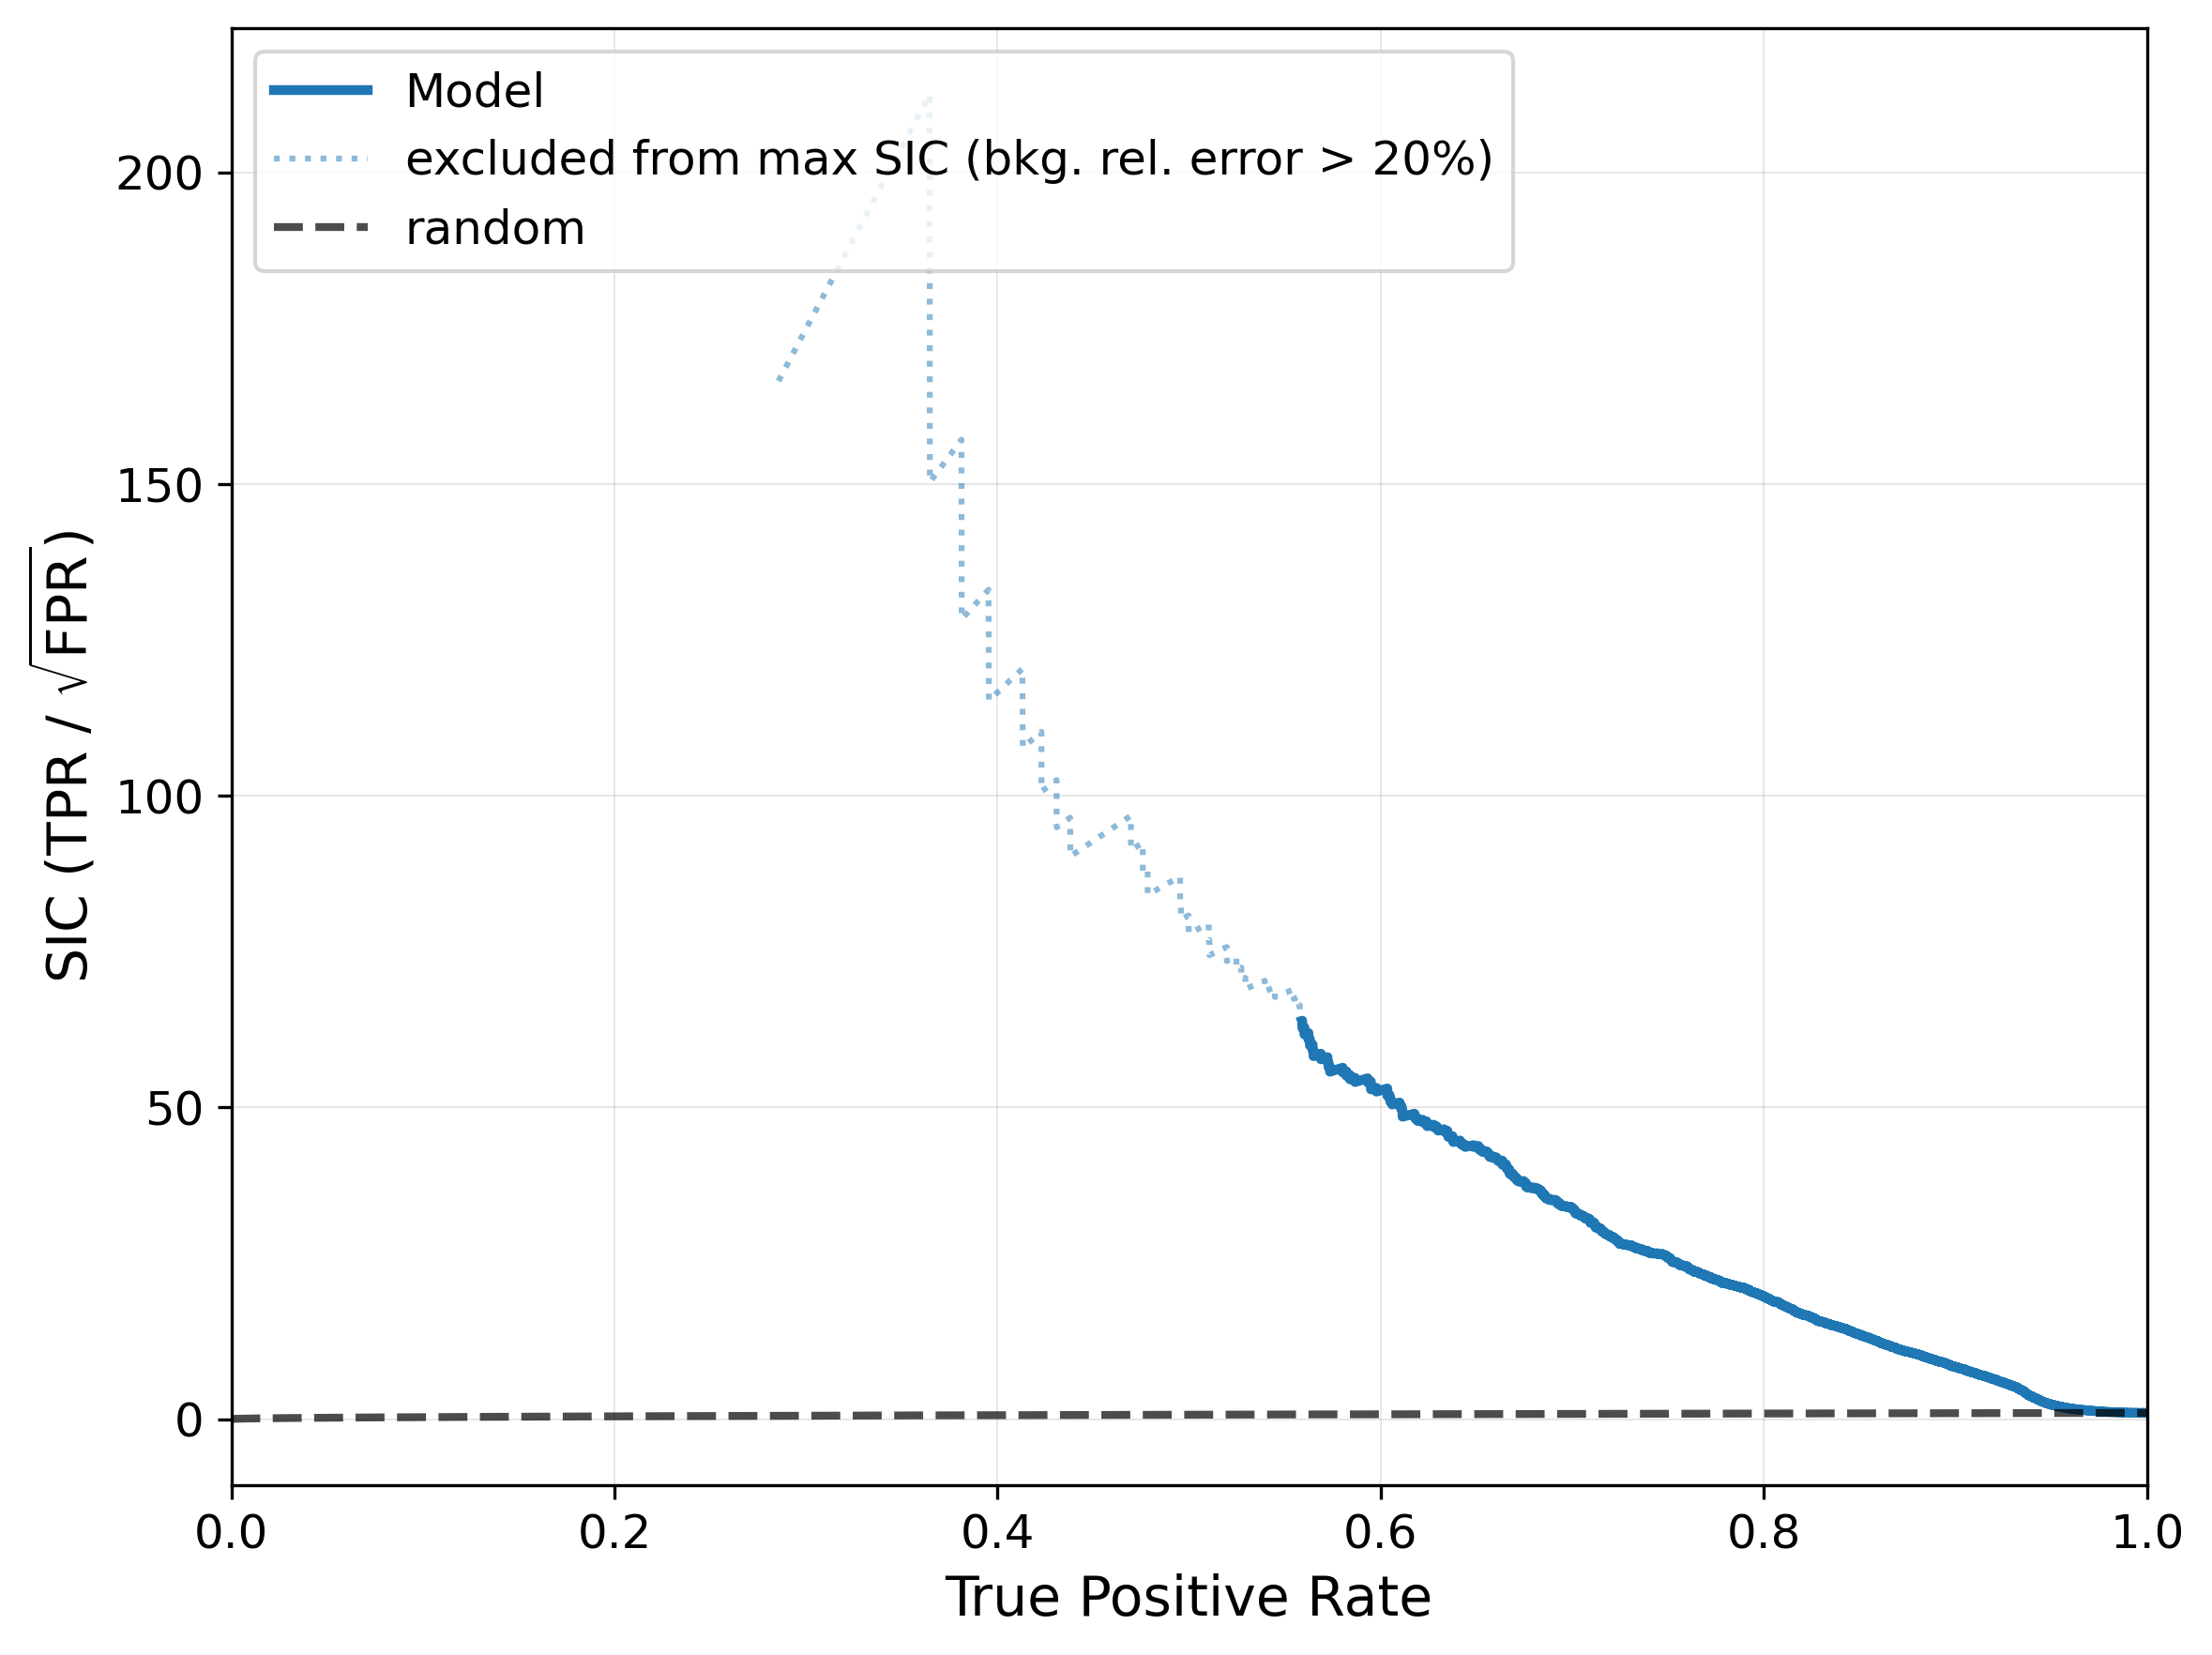 Model
excluded from max SIC (bkg. rel. error > 20%)
random
200
150
100
50
0
SIC (TPR / √FPR)
0.0 0.2 0.4 0.6 0.8 1.0
True Positive Rate